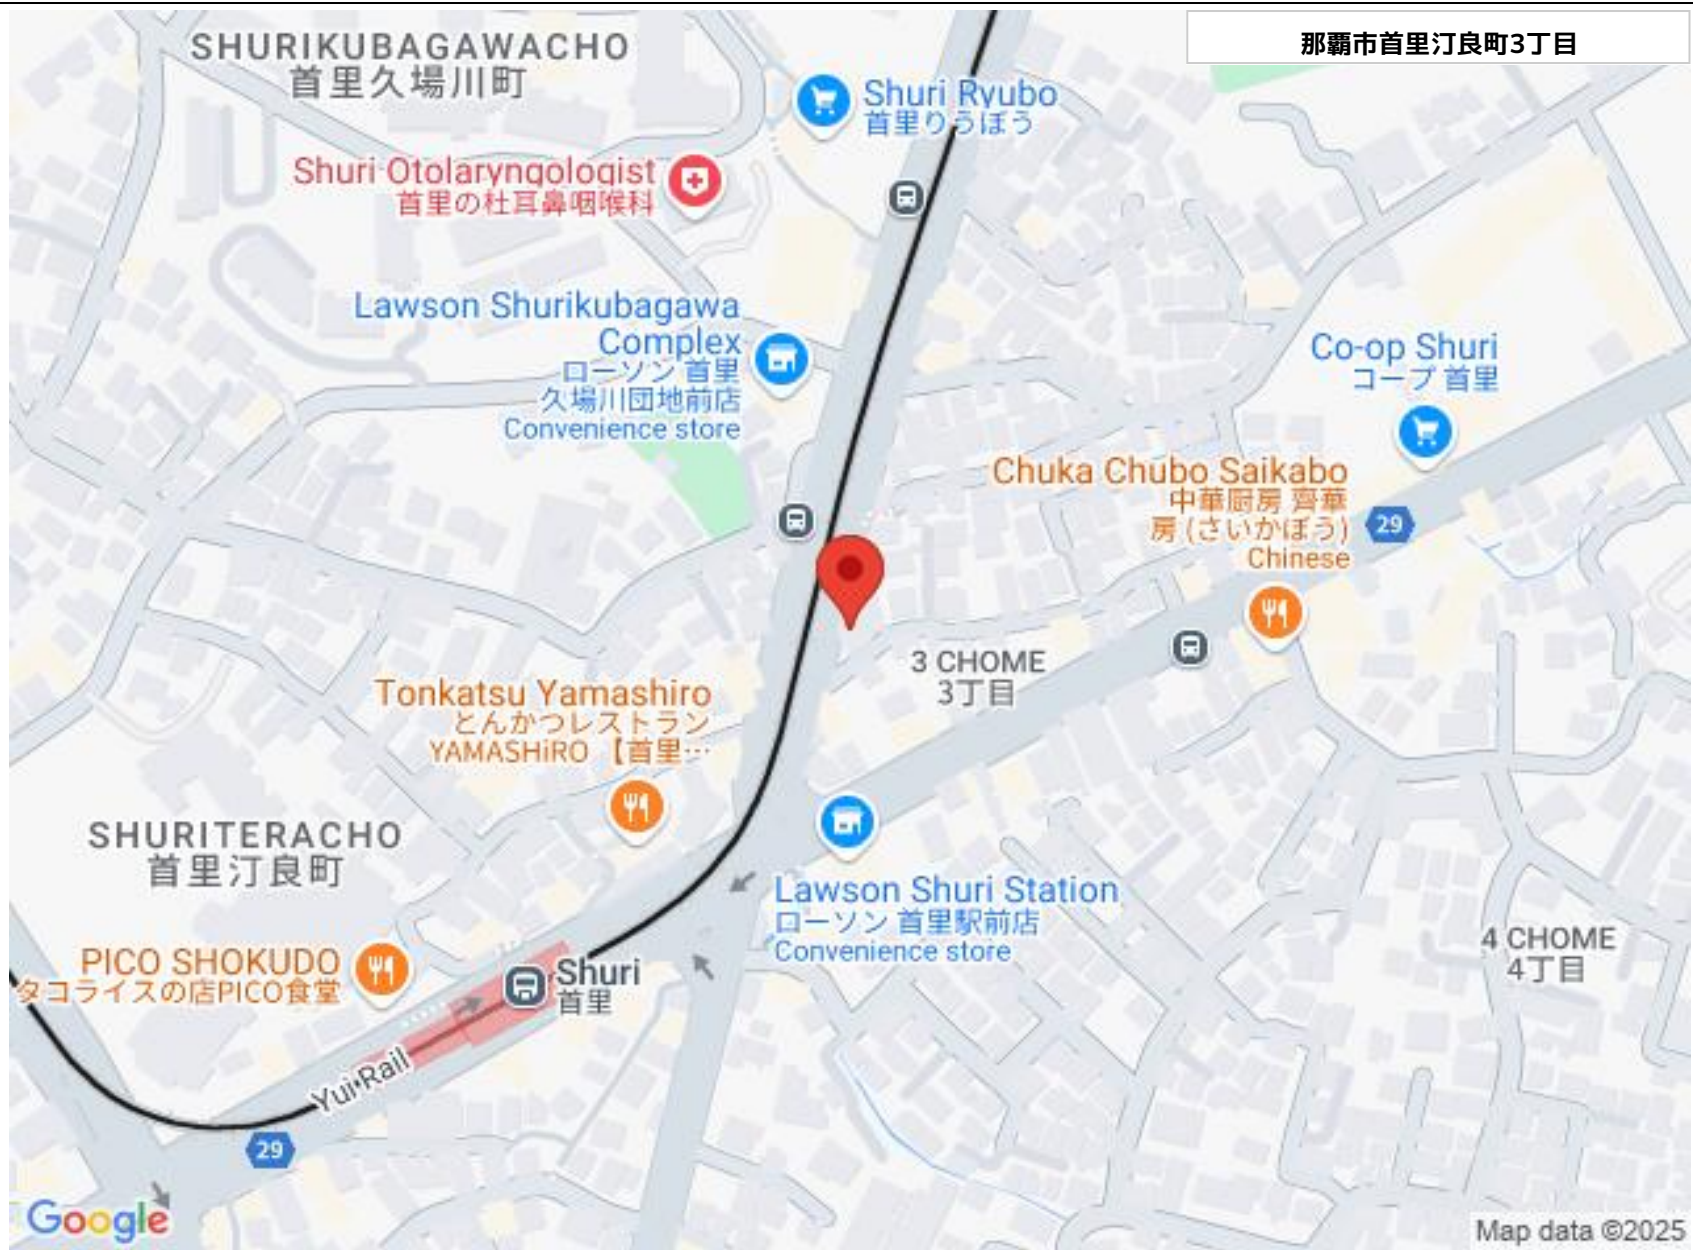 那覇市首里汀良町3丁目
SHURIKUBAGAWACHO
首里久場川町
Shuri Ryubo
首里りうぼう
Shuri Otolaryngologist
首里の杜耳鼻咽喉科
Lawson Shurikubagawa
Complex
ローソン 首里
久場川団地前店
Convenience store
Co-op Shuri
コープ 首里
Chuka Chubo Saikabo
中華厨房 齊華
房 (さいかぼう)
Chinese
29
3 CHOME
3丁目
Tonkatsu Yamashiro
とんかつレストラン
YAMASHiRO 【首里…
SHURITERACHO
首里汀良町
Lawson Shuri Station
ローソン 首里駅前店
Convenience store
4 CHOME
4丁目
PICO SHOKUDO
タコライスの店PICO食堂
Shuri
首里
Yui Rail
29
Google
Map data ©2025